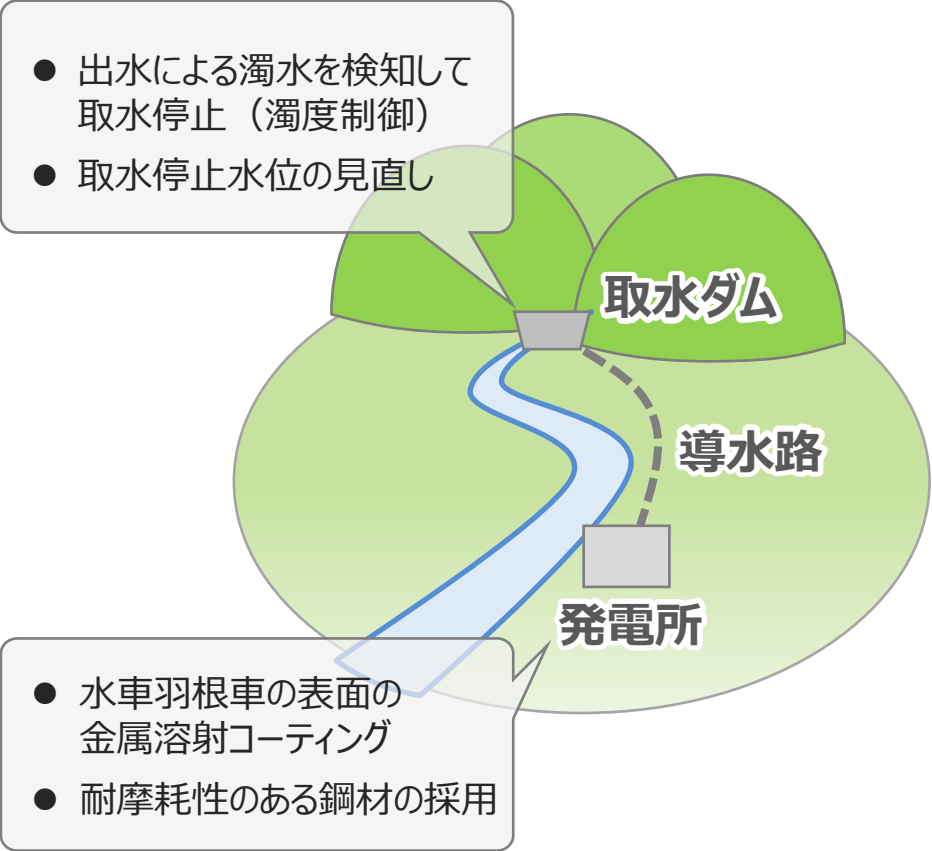 ● 出水による濁水を検知して
取水停止（濁度制御）
● 取水停止水位の見直し
取水ダム
導水路
発電所
● 水車羽根車の表面の
金属溶射コーティング
● 耐摩耗性のある鋼材の採用